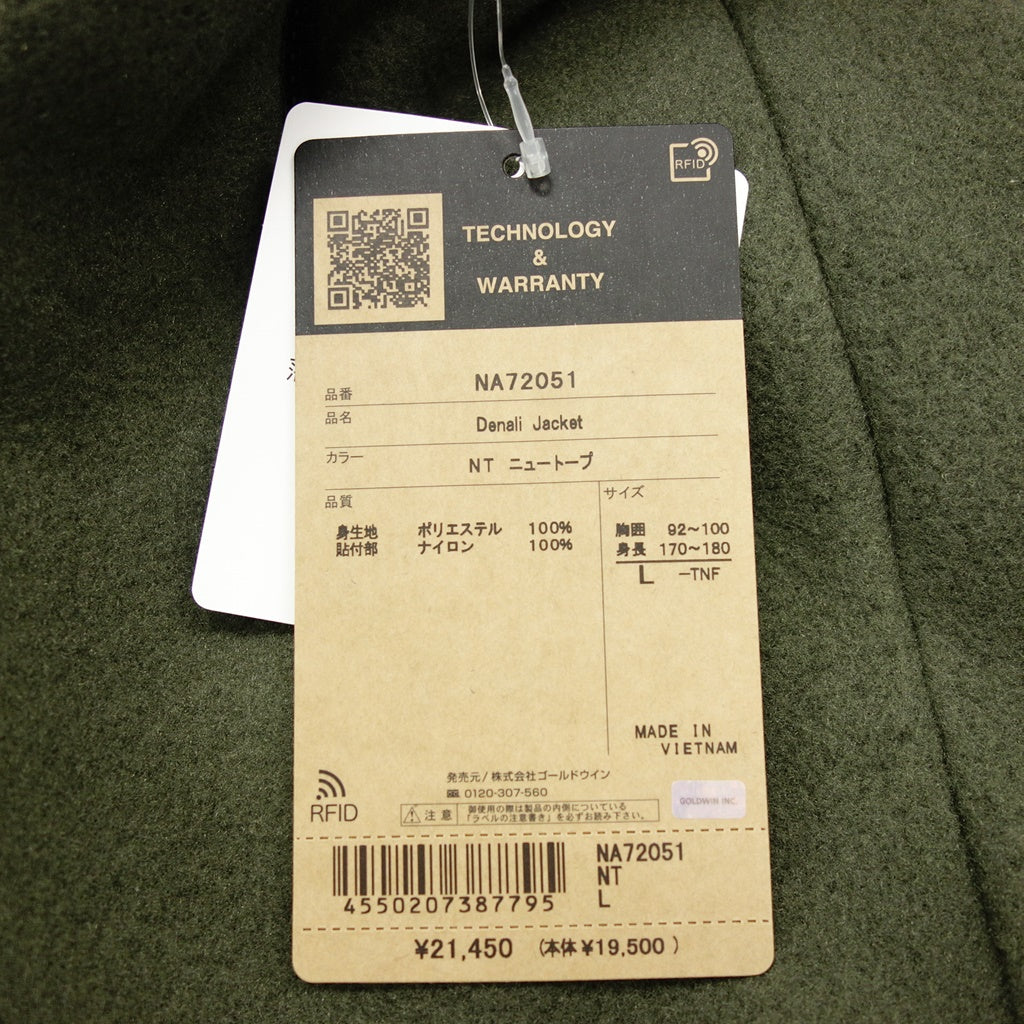 RFID
TECHNOLOGY
&
WARRANTY
品番 NA72051
品名 Denali Jacket
カラー NT ニュートープ
品質
身生地 ポリエステル 100%
貼付部 ナイロン 100%
サイズ
胸囲 92~100
身長 170~180
L -TNF
MADE IN
VIETNAM
RFID
発売元/株式会社ゴールドウイン
0120-307-560
注意 御使用の際は製品の内側についている
「ラベルの注意書き」を必ずお読み下さい。
GOLDWIN INC.
4550207387795
NA72051
NT
L
¥21,450 (本体¥19,500)